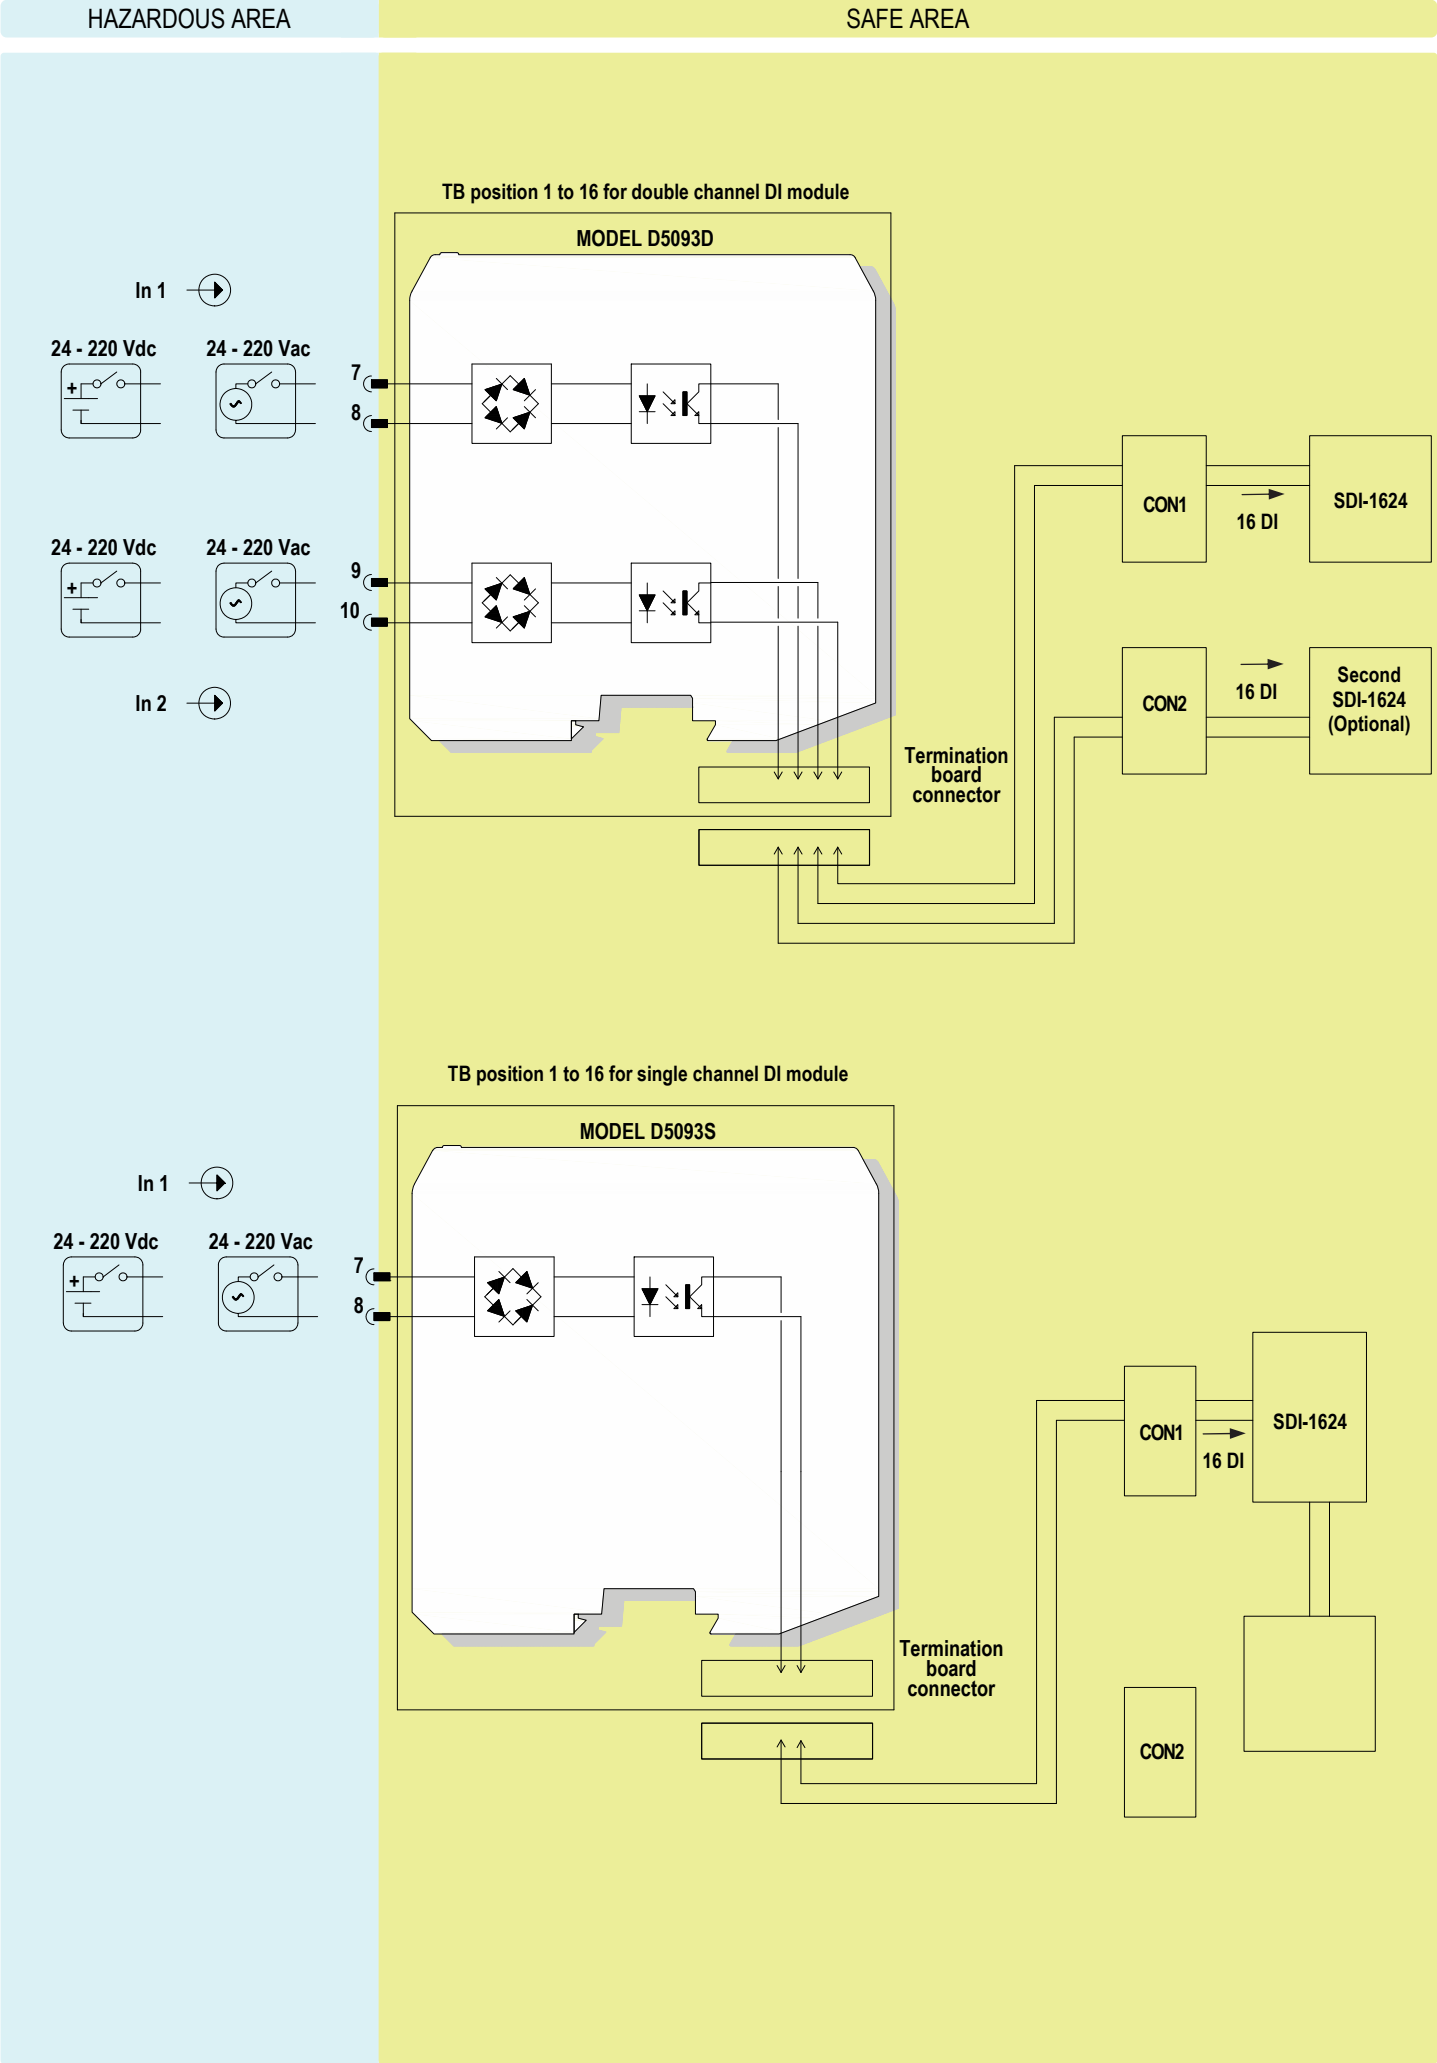 HAZARDOUS AREA
SAFE AREA
TB position 1 to 16 for double channel DI module
MODEL D5093D
In 1
24 - 220 Vdc
24 - 220 Vac
+
7
8
24 - 220 Vdc
24 - 220 Vac
+
9
10
In 2
CON1
16 DI
SDI-1624
CON2
16 DI
Second
SDI-1624
(Optional)
Termination
board
connector
TB position 1 to 16 for single channel DI module
MODEL D5093S
In 1
24 - 220 Vdc
24 - 220 Vac
+
7
8
CON1
16 DI
SDI-1624
Termination
board
connector
CON2